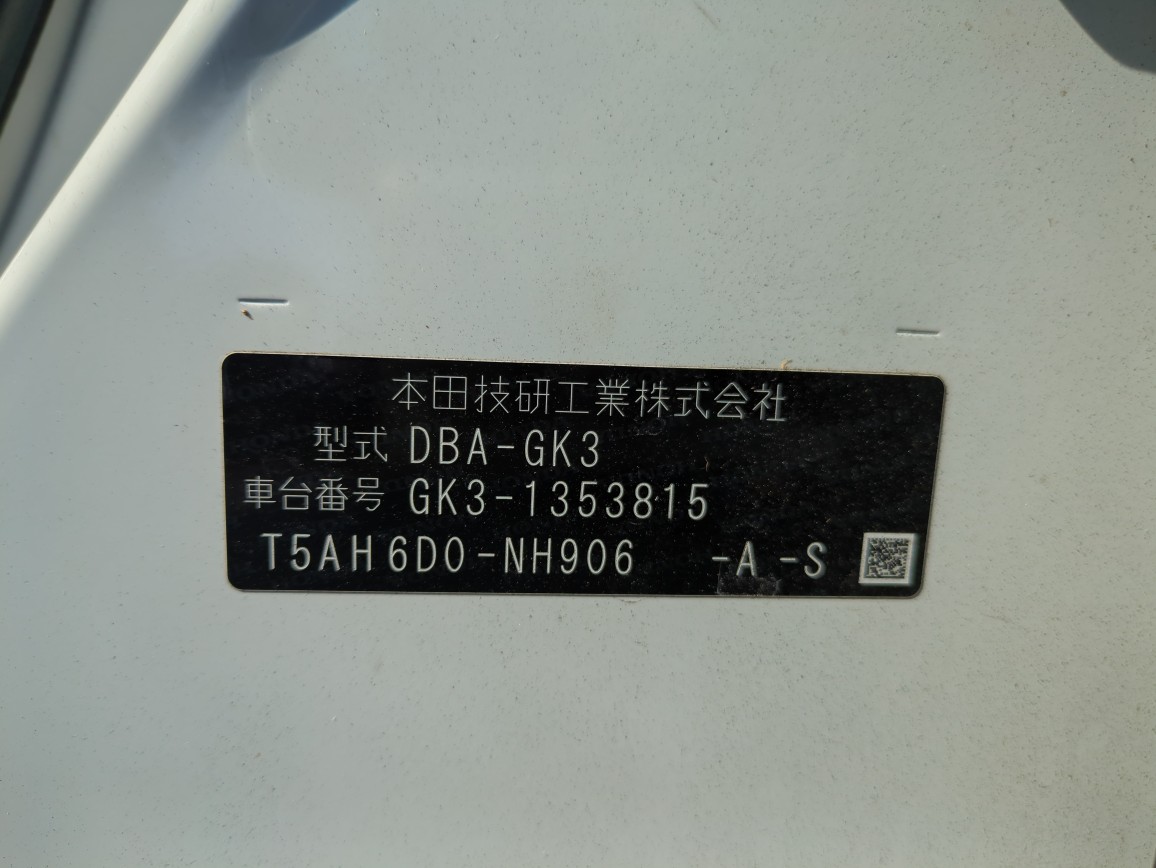 本田技研工業株式会社
型式 DBA-GK3
車台番号 GK3-1353815
T5AH6D0-NH906 -A -S